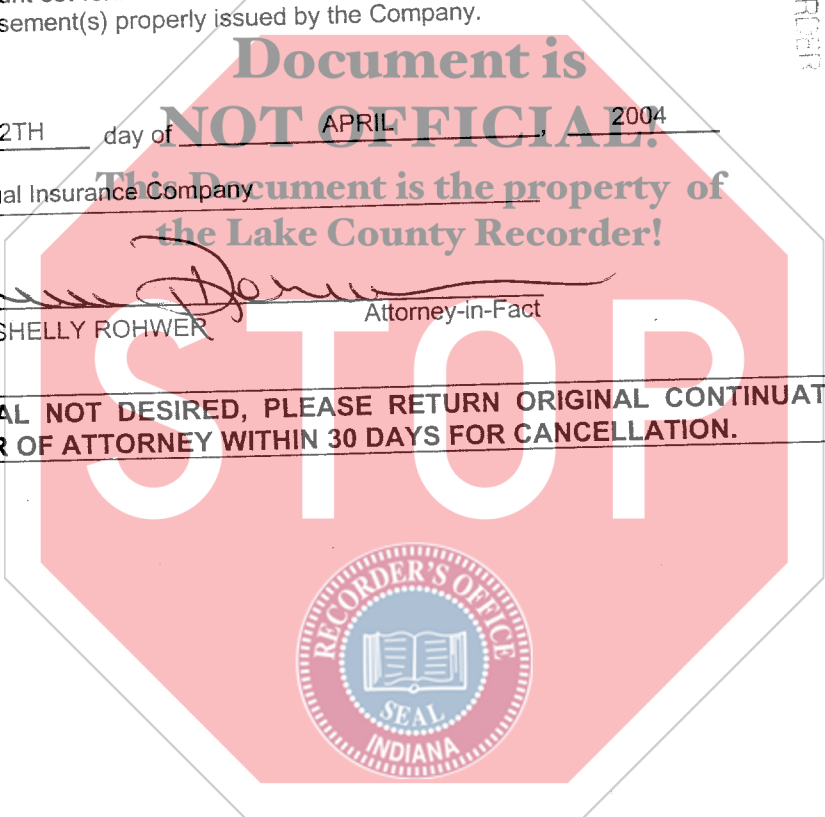 sement(s) properly issued by the Company.
Document is
NOT OFFICIAL!
2TH day of APRIL, 2004
This Document is the property of
the Lake County Recorder!
ial Insurance Company
SHELLY ROHWER Attorney-in-Fact
STOP
AL NOT DESIRED, PLEASE RETURN ORIGINAL CONTINUAT
R OF ATTORNEY WITHIN 30 DAYS FOR CANCELLATION.
RECORDER'S OFFICE
SEAL
INDIANA